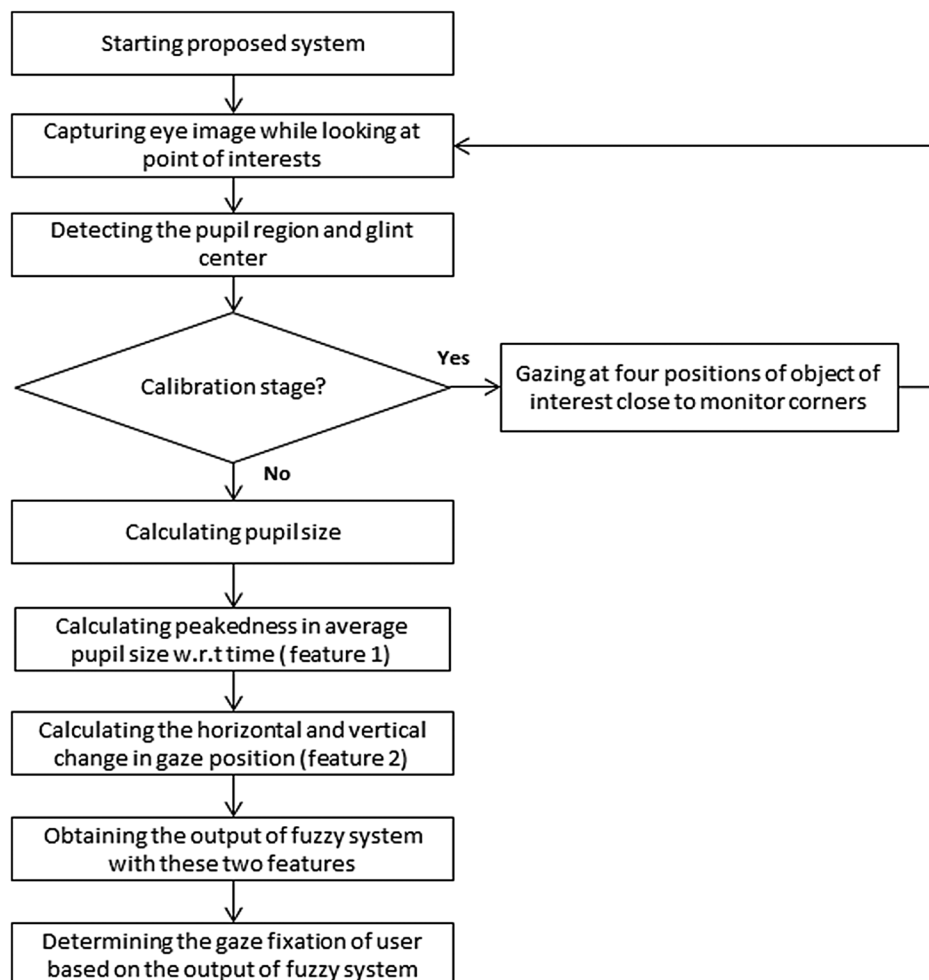 Starting proposed system
Capturing eye image while looking at
point of interests
Detecting the pupil region and glint
center
Calibration stage?
Yes
Gazing at four positions of object of
interest close to monitor corners
No
Calculating pupil size
Calculating peakedness in average
pupil size w.r.t time ( feature 1)
Calculating the horizontal and vertical
change in gaze position (feature 2)
Obtaining the output of fuzzy system
with these two features
Determining the gaze fixation of user
based on the output of fuzzy system